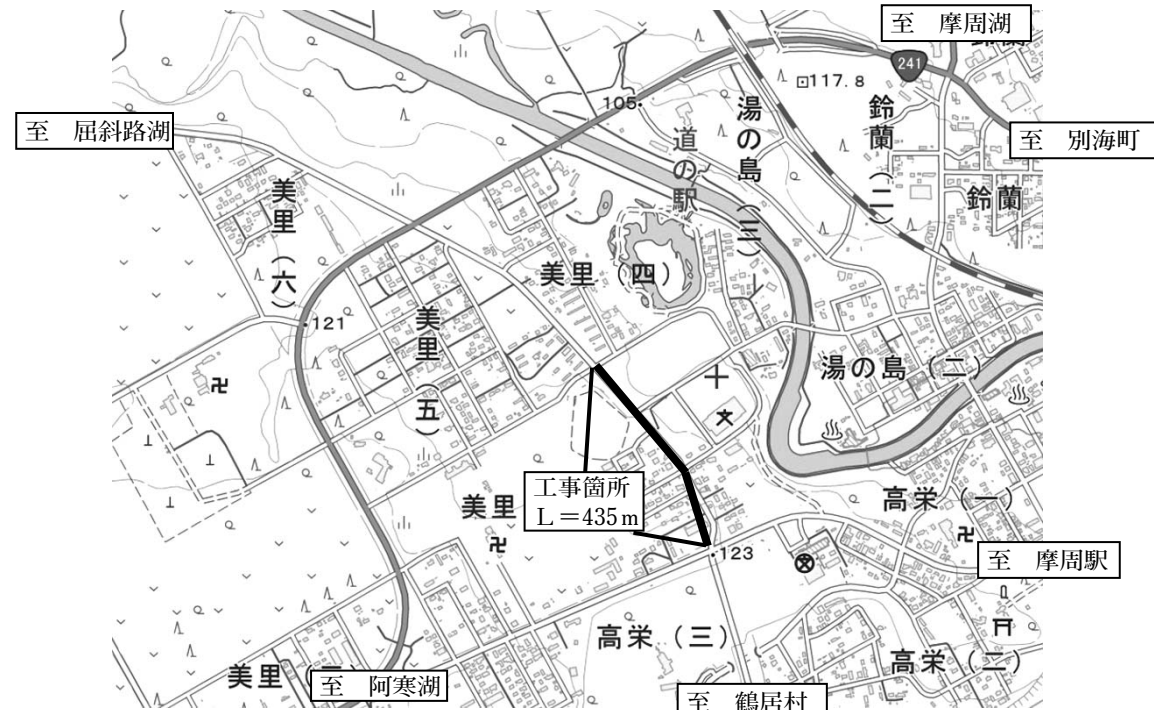 至　摩周湖
241
鈴蘭
117.8
105
湯の島（三）
鈴蘭（二）
道の駅
至　屈斜路湖
至　別海町
美里（六）
鈴蘭
美里（四）
121
美里（五）
湯の島（二）
工事箇所
L＝435m
美里
高栄（一）
123
至　摩周駅
高栄（三）
高栄（二）
美里
至　阿寒湖
至　鶴居村